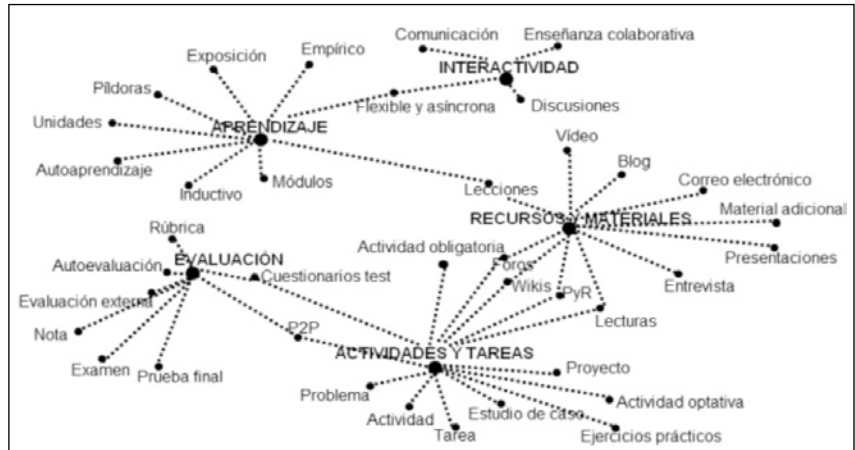 Comunicación
Enseñanza colaborativa
Exposición
Empírico
INTERACTIVIDAD
Píldoras
Flexible y asíncrona
Discusiones
Unidades
APRENDIZAJE
Vídeo
Autoaprendizaje
Blog
Inductivo
Módulos
Lecciones
Correo electrónico
RECURSOS Y MATERIALES
Material adicional
Rúbrica
Actividad obligatoria
Presentaciones
EVALUACIÓN
Foros
Autoevaluación
Cuestionarios test
Wikis
PyR
Entrevista
Evaluación externa
Lecturas
Nota
P2P
ACTIVIDADES Y TAREAS
Examen
Prueba final
Proyecto
Problema
Actividad optativa
Actividad
Estudio de caso
Tarea
Ejercicios prácticos